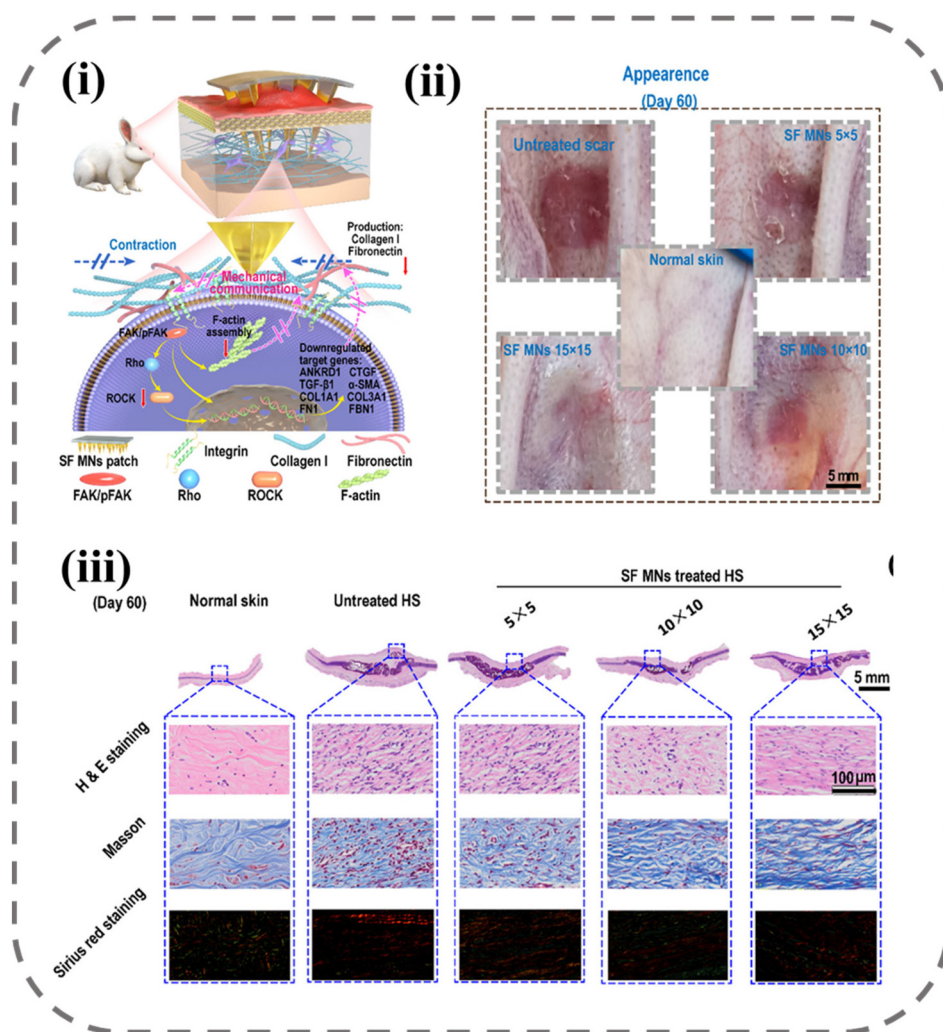 (i)
Contraction
Production:
Collagen I
Fibronectin
Mechanical
communication
FAK/pFAK
F-actin
assembly
Rho
ROCK
Downregulated
target genes:
ANKRD1 CTGF
TGF-β1 α-SMA
COL1A1 COL3A1
FN1 FBN1
SF MNs patch
Integrin
Collagen I
Fibronectin
FAK/pFAK
Rho
ROCK
F-actin
(ii)
Appearence
(Day 60)
Untreated scar
SF MNs 5×5
Normal skin
SF MNs 15×15
SF MNs 10×10
5 mm
(iii)
(Day 60)
Normal skin
Untreated HS
SF MNs treated HS
5×5
10×10
15×15
5 mm
H & E staining
100 μm
Masson
Sirius red staining